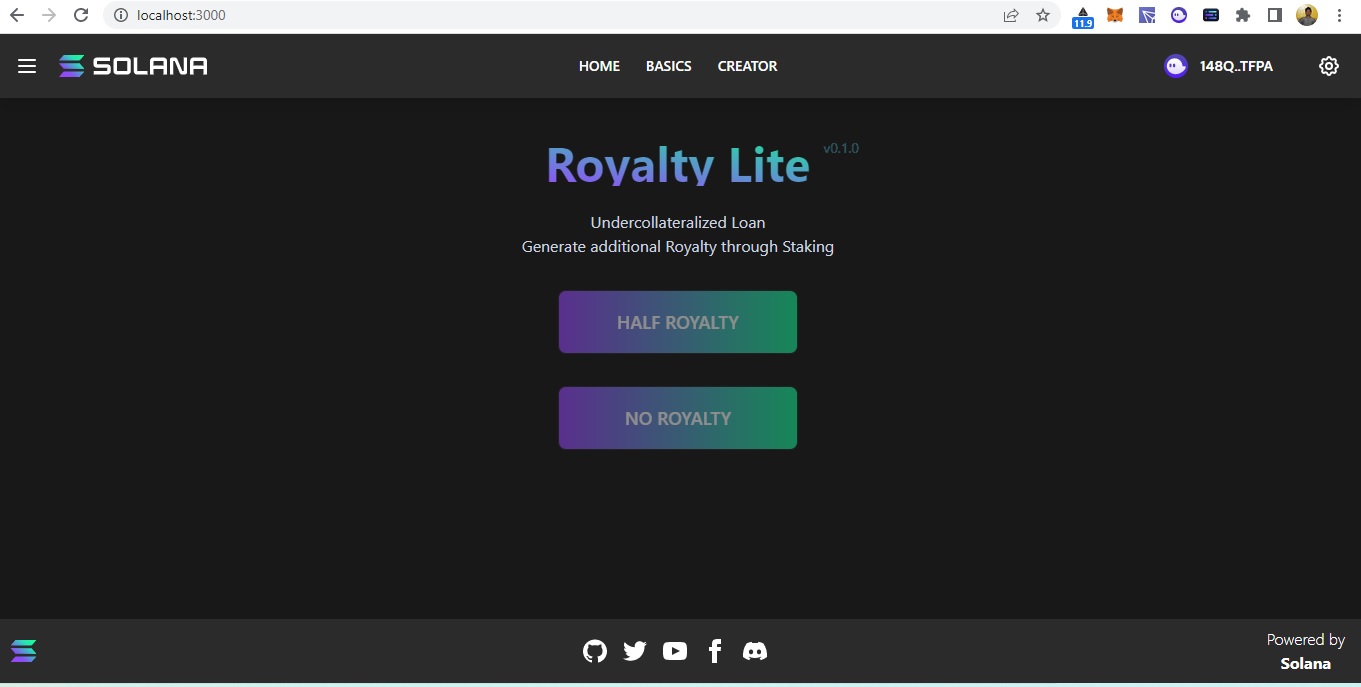 localhost:3000
11.9
SOLANA
HOME BASICS CREATOR
148Q..TFPA
Royalty Lite v0.1.0
Undercollateralized Loan
Generate additional Royalty through Staking
HALF ROYALTY
NO ROYALTY
Powered by
Solana